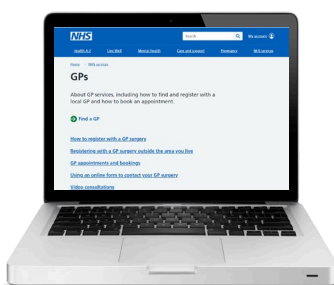 NHS
Search
My account
Health A-Z
Live Well
Mental health
Care and support
Pregnancy
NHS services
Home
NHS services
GPs
About GP services, including how to find and register with a
local GP and how to book an appointment.
Find a GP
How to register with a GP surgery
Registering with a GP surgery outside the area you live
GP appointments and bookings
Using an online form to contact your GP surgery
Video consultations